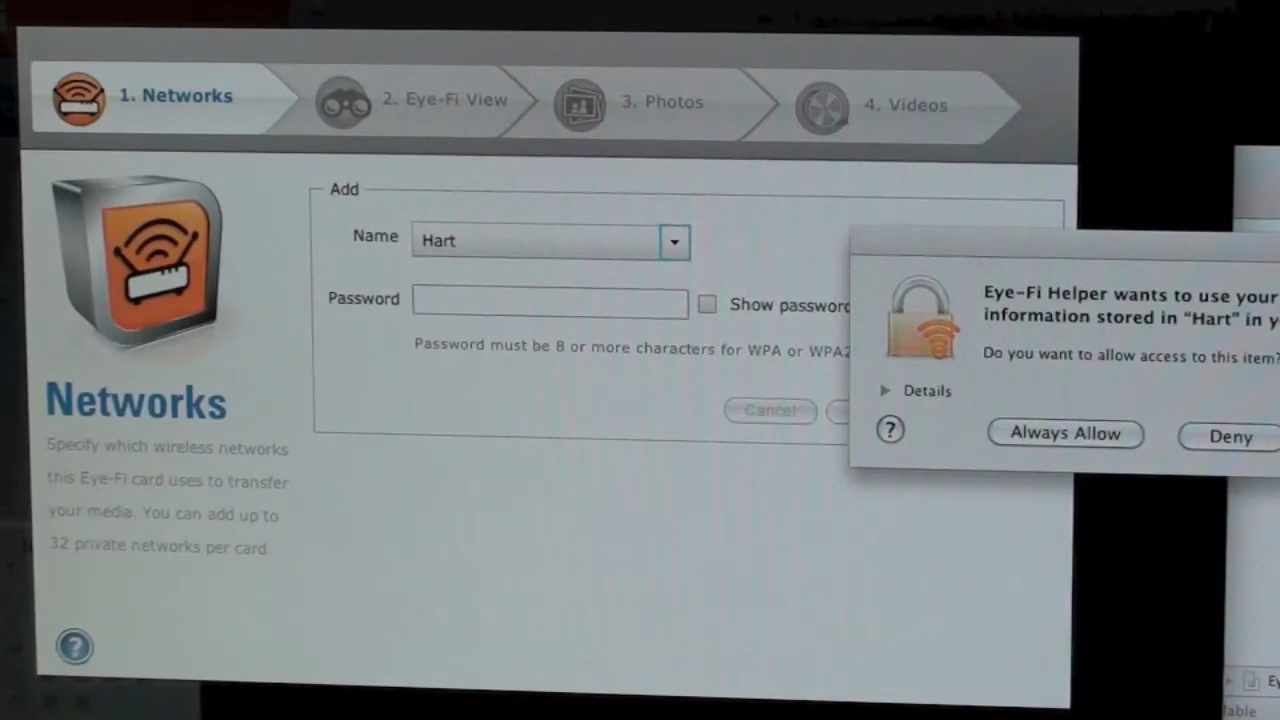 1. Networks
2. Eye-Fi View
3. Photos
4. Videos
Add
Name
Hart
Password
Show password
Password must be 8 or more characters for WPA or WPA2
Cancel
Networks
Specify which wireless networks
this Eye-Fi card uses to transfer
your media. You can add up to
32 private networks per card.
?
Eye-Fi Helper wants to use your
information stored in “Hart” in y
Do you want to allow access to this item?
Details
?
Always Allow
Deny
Ey
lable